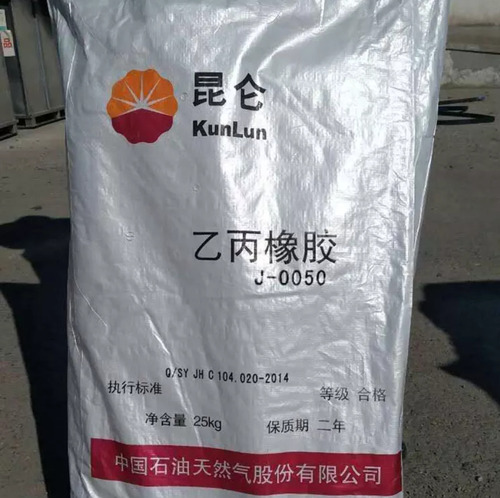 昆仑
KunLun
乙丙橡胶
J-0050
Q/SY JH C 104.020-2014
执行标准 等级 合格
净含量 25kg 保质期 二年
中国石油天然气股份有限公司
品